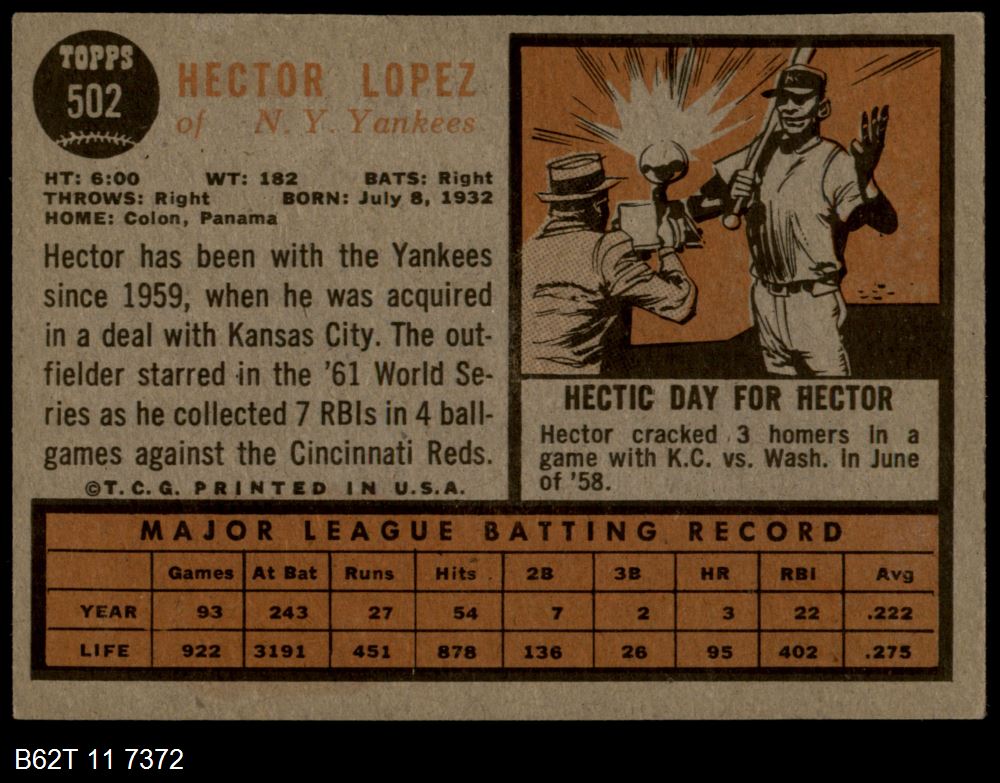 TOPPS
502
HECTOR LOPEZ
of N. Y. Yankees
HT: 6:00 WT: 182 BATS: Right
THROWS: Right BORN: July 8, 1932
HOME: Colon, Panama
Hector has been with the Yankees
since 1959, when he was acquired
in a deal with Kansas City. The out-
fielder starred in the '61 World Se-
ries as he collected 7 RBIs in 4 ball-
games against the Cincinnati Reds.
©T. C. G. PRINTED IN U.S.A.
KC
HECTIC DAY FOR HECTOR
Hector cracked 3 homers in a
game with K.C. vs. Wash. in June
of '58.
MAJOR LEAGUE BATTING RECORD
Games At Bat Runs Hits 2B 3B HR RBI Avg
YEAR 93 243 27 54 7 2 3 22 .222
LIFE 922 3191 451 878 136 26 95 402 .275
B62T 11 7372